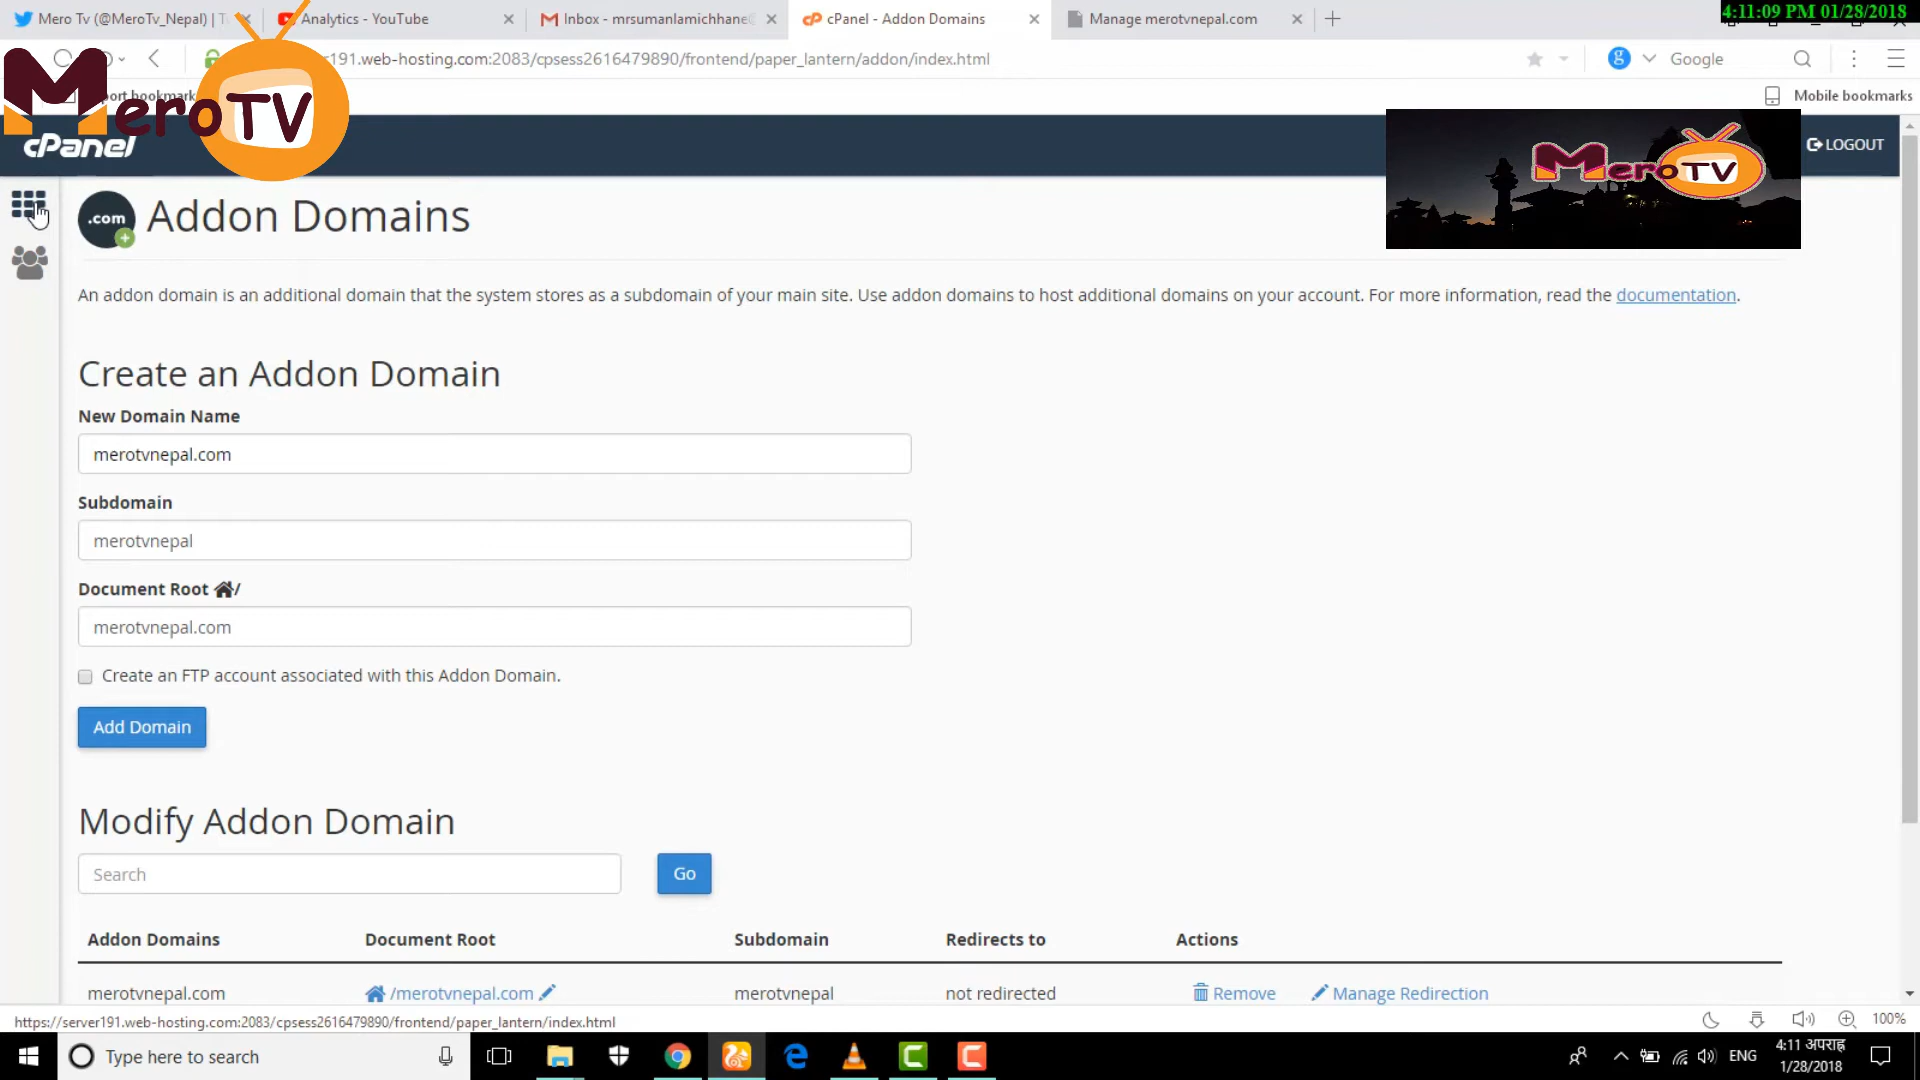 Mero Tv (@MeroTv_Nepal) | T
Analytics - YouTube
Inbox - mrsumanlamichhane
cPanel - Addon Domains
Manage merotvnepal.com
4:11:09 PM 01/28/2018
191.web-hosting.com:2083/cpsess2616479890/frontend/paper_lantern/addon/index.html
Google
port bookmark
Mobile bookmarks
MeroTV
cPanel
MeroTV
LOGOUT
.com
Addon Domains
An addon domain is an additional domain that the system stores as a subdomain of your main site. Use addon domains to host additional domains on your account. For more information, read the documentation.
Create an Addon Domain
New Domain Name
merotvnepal.com
Subdomain
merotvnepal
Document Root /
merotvnepal.com
Create an FTP account associated with this Addon Domain.
Add Domain
Modify Addon Domain
Search
Go
Addon Domains Document Root Subdomain Redirects to Actions
merotvnepal.com /merotvnepal.com merotvnepal not redirected Remove Manage Redirection
https://server191.web-hosting.com:2083/cpsess2616479890/frontend/paper_lantern/index.html
100%
Type here to search
ENG
4:11 अपराह्न
1/28/2018